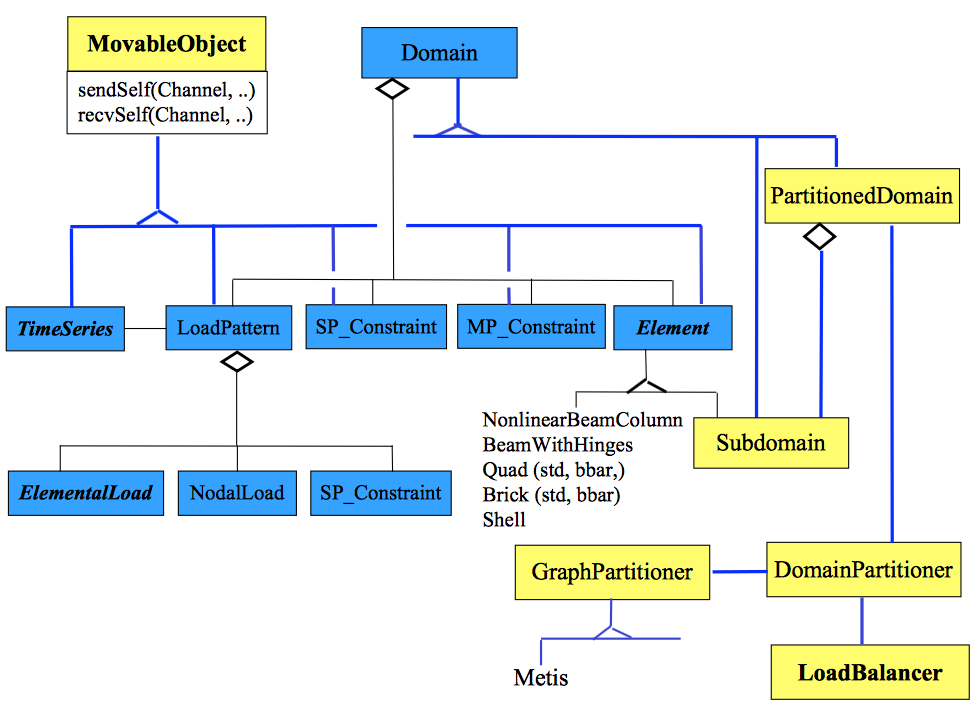 MovableObject
sendSelf(Channel, ..)
recvSelf(Channel, ..)
Domain
PartitionedDomain
TimeSeries
LoadPattern
SP_Constraint
MP_Constraint
Element
NonlinearBeamColumn
BeamWithHinges
Quad (std, bbar,)
Brick (std, bbar)
Shell
Subdomain
ElementalLoad
NodalLoad
SP_Constraint
GraphPartitioner
DomainPartitioner
Metis
LoadBalancer